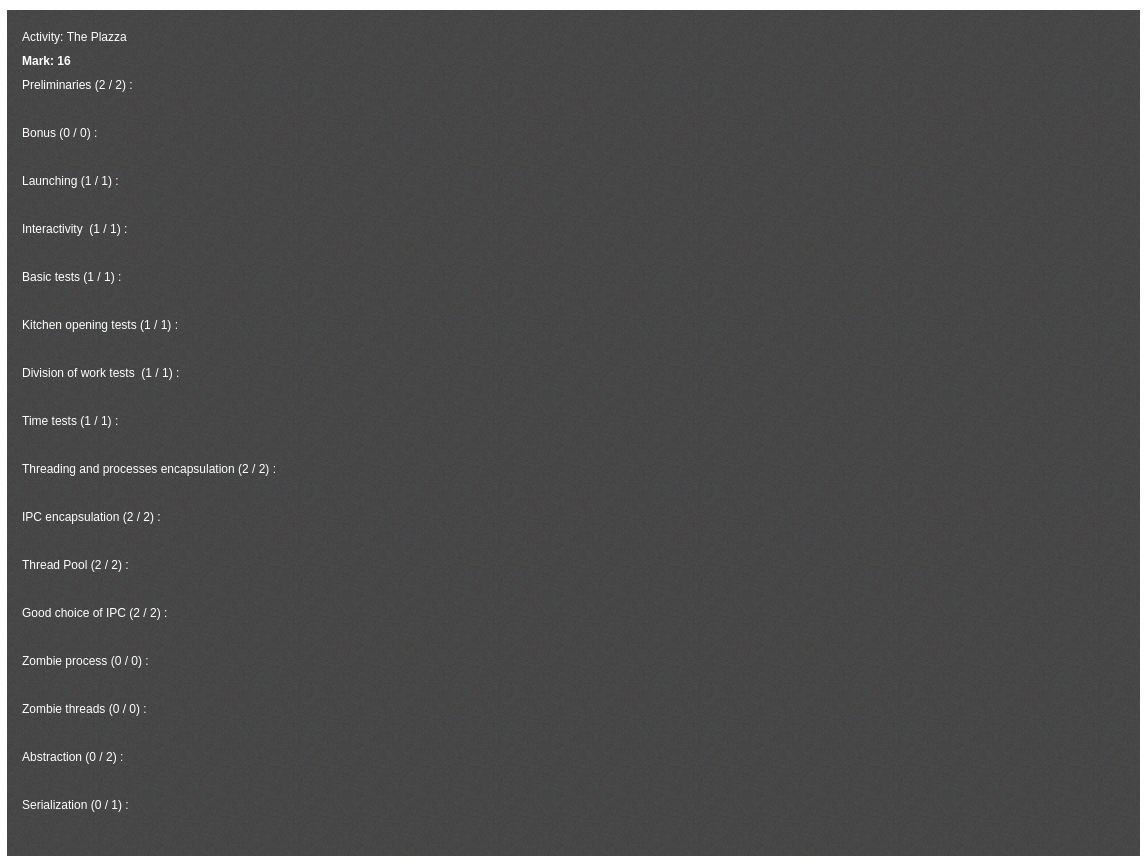 Activity: The Plazza
Mark: 16
Preliminaries (2 / 2) :
Bonus (0 / 0) :
Launching (1 / 1) :
Interactivity  (1 / 1) :
Basic tests (1 / 1) :
Kitchen opening tests (1 / 1) :
Division of work tests  (1 / 1) :
Time tests (1 / 1) :
Threading and processes encapsulation (2 / 2) :
IPC encapsulation (2 / 2) :
Thread Pool (2 / 2) :
Good choice of IPC (2 / 2) :
Zombie process (0 / 0) :
Zombie threads (0 / 0) :
Abstraction (0 / 2) :
Serialization (0 / 1) :